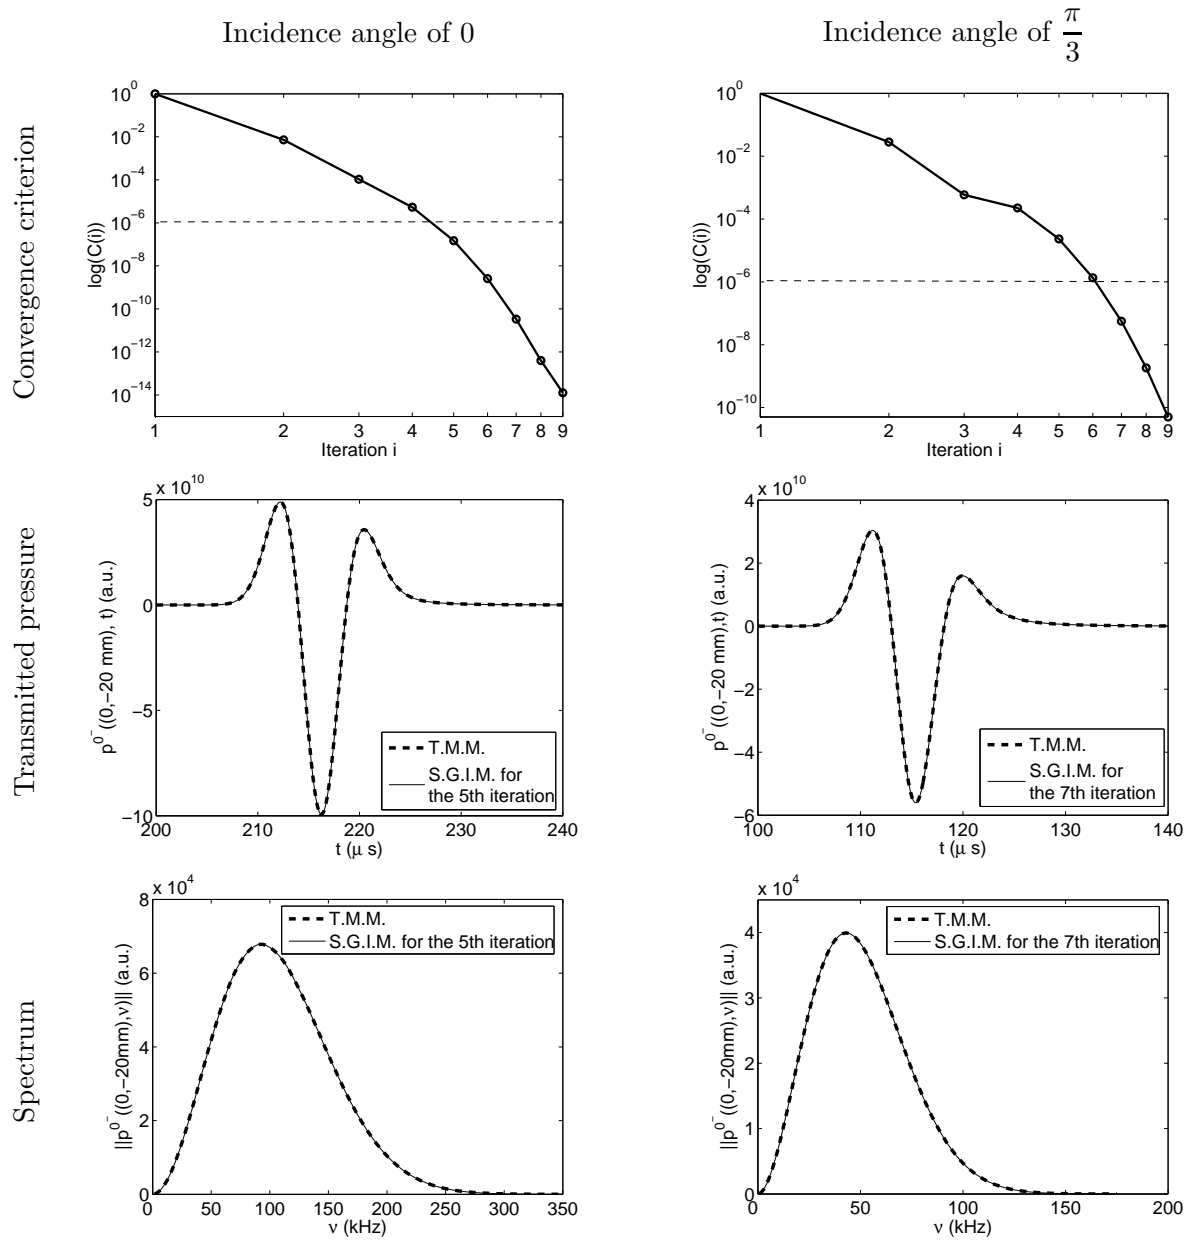 Incidence angle of 0
Incidence angle of π/3
Convergence criterion
log(C(i))
10^0
10^−2
10^−4
10^−6
10^−8
10^−10
10^−12
10^−14
1 2 3 4 5 6 7 8 9
Iteration i
log(C(i))
10^0
10^−2
10^−4
10^−6
10^−8
10^−10
1 2 3 4 5 6 7 8 9
Iteration i
Transmitted pressure
p^0^- ((0,−20 mm), t) (a.u.)
x 10^10
5
0
−5
−10
200 210 220 230 240
t (μ s)
T.M.M.
S.G.I.M. for
the 5th iteration
p^0^- ((0,−20 mm),t) (a.u.)
x 10^10
4
2
0
−2
−4
−6
100 110 120 130 140
t (μ s)
T.M.M.
S.G.I.M. for
the 7th iteration
Spectrum
||p^0^- ((0,−20mm),ν)|| (a.u.)
x 10^4
8
6
4
2
0
0 50 100 150 200 250 300 350
ν (kHz)
T.M.M.
S.G.I.M. for the 5th iteration
||p^0^- ((0,−20mm),ν)|| (a.u.)
x 10^4
5
4
3
2
1
0
0 50 100 150 200
ν (kHz)
T.M.M.
S.G.I.M. for the 7th iteration